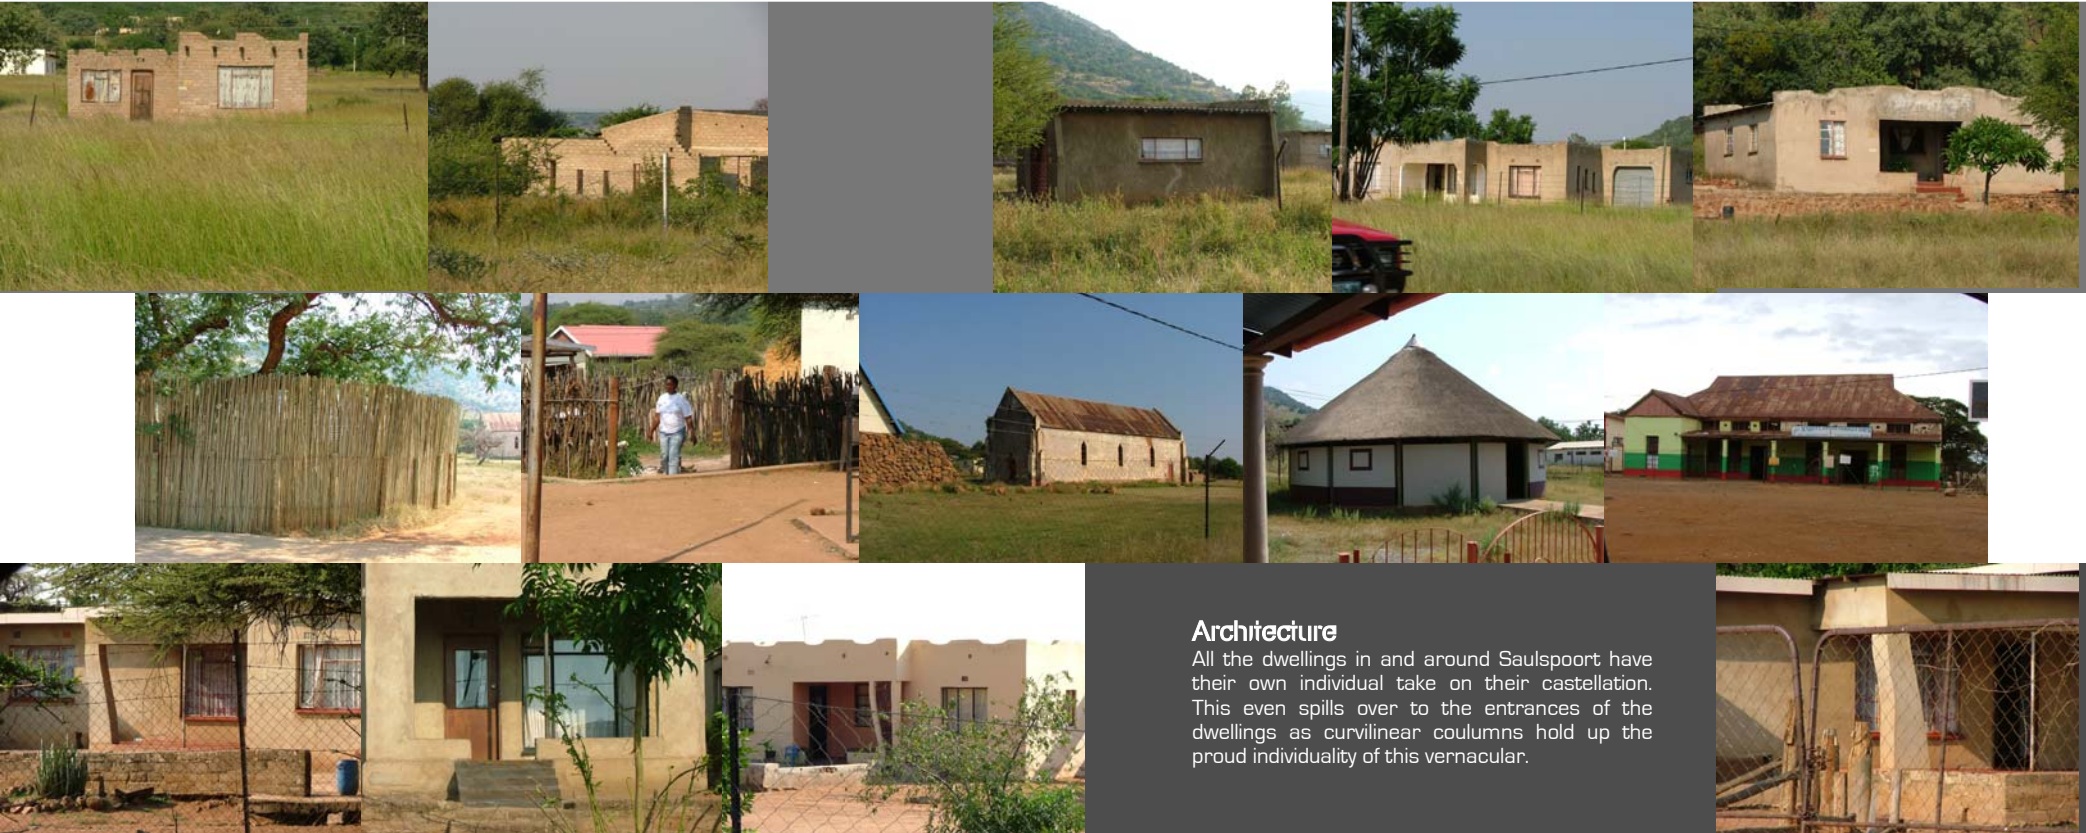 Architecture
All the dwellings in and around Saulspoort have
their own individual take on their castellation.
This even spills over to the entrances of the
dwellings as curvilinear coulumns hold up the
proud individuality of this vernacular.